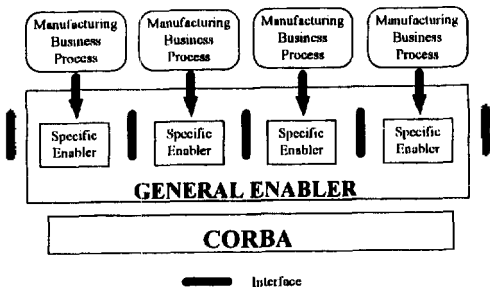 Manufacturing Business Process
Manufacturing Business Process
Manufacturing Business Process
Manufacturing Business Process
Specific Enabler
Specific Enabler
Specific Enabler
Specific Enabler
GENERAL ENABLER
CORBA
Interface